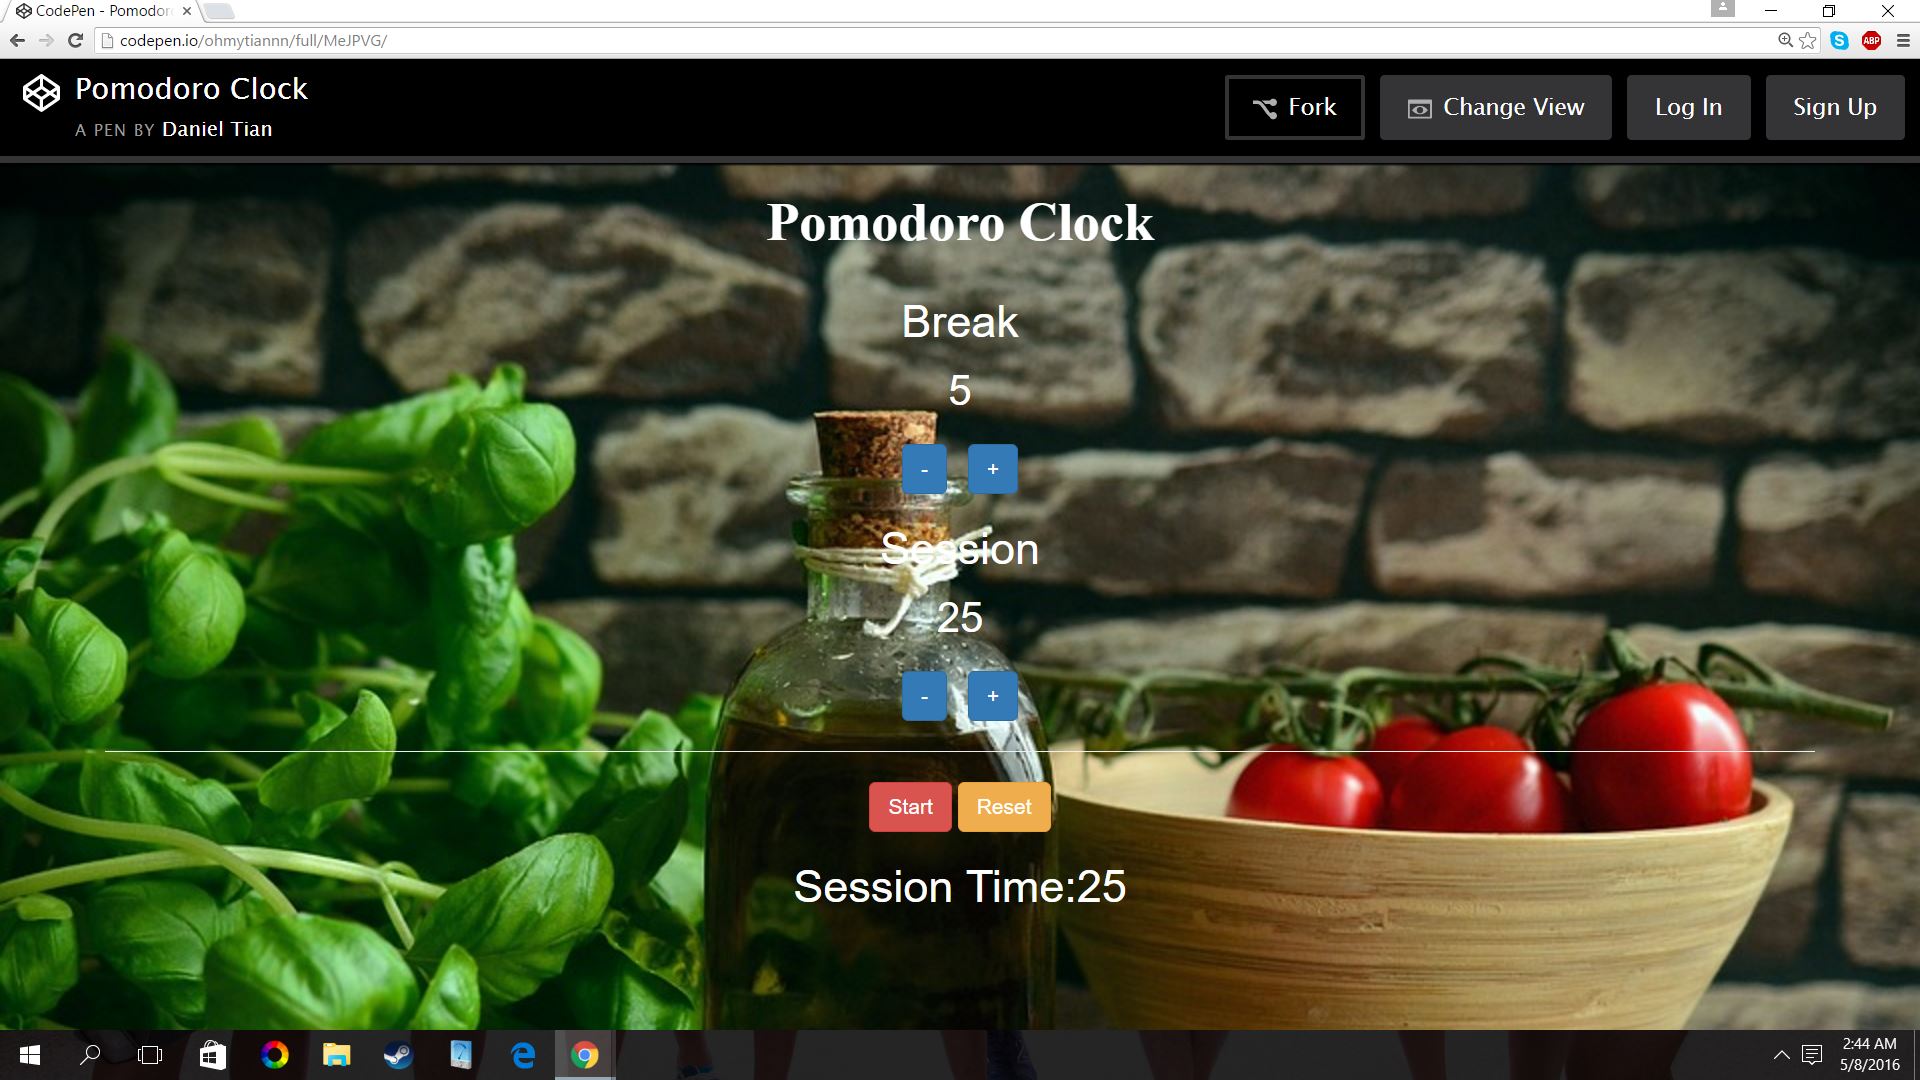 CodePen - Pomodor
codepen.io/ohmytiannn/full/MeJPVG/
S
ABP
Pomodoro Clock
A PEN BY Daniel Tian
Fork
Change View
Log In
Sign Up
Pomodoro Clock
Break
5
- +
Session
25
- +
Start Reset
Session Time:25
2:44 AM
5/8/2016